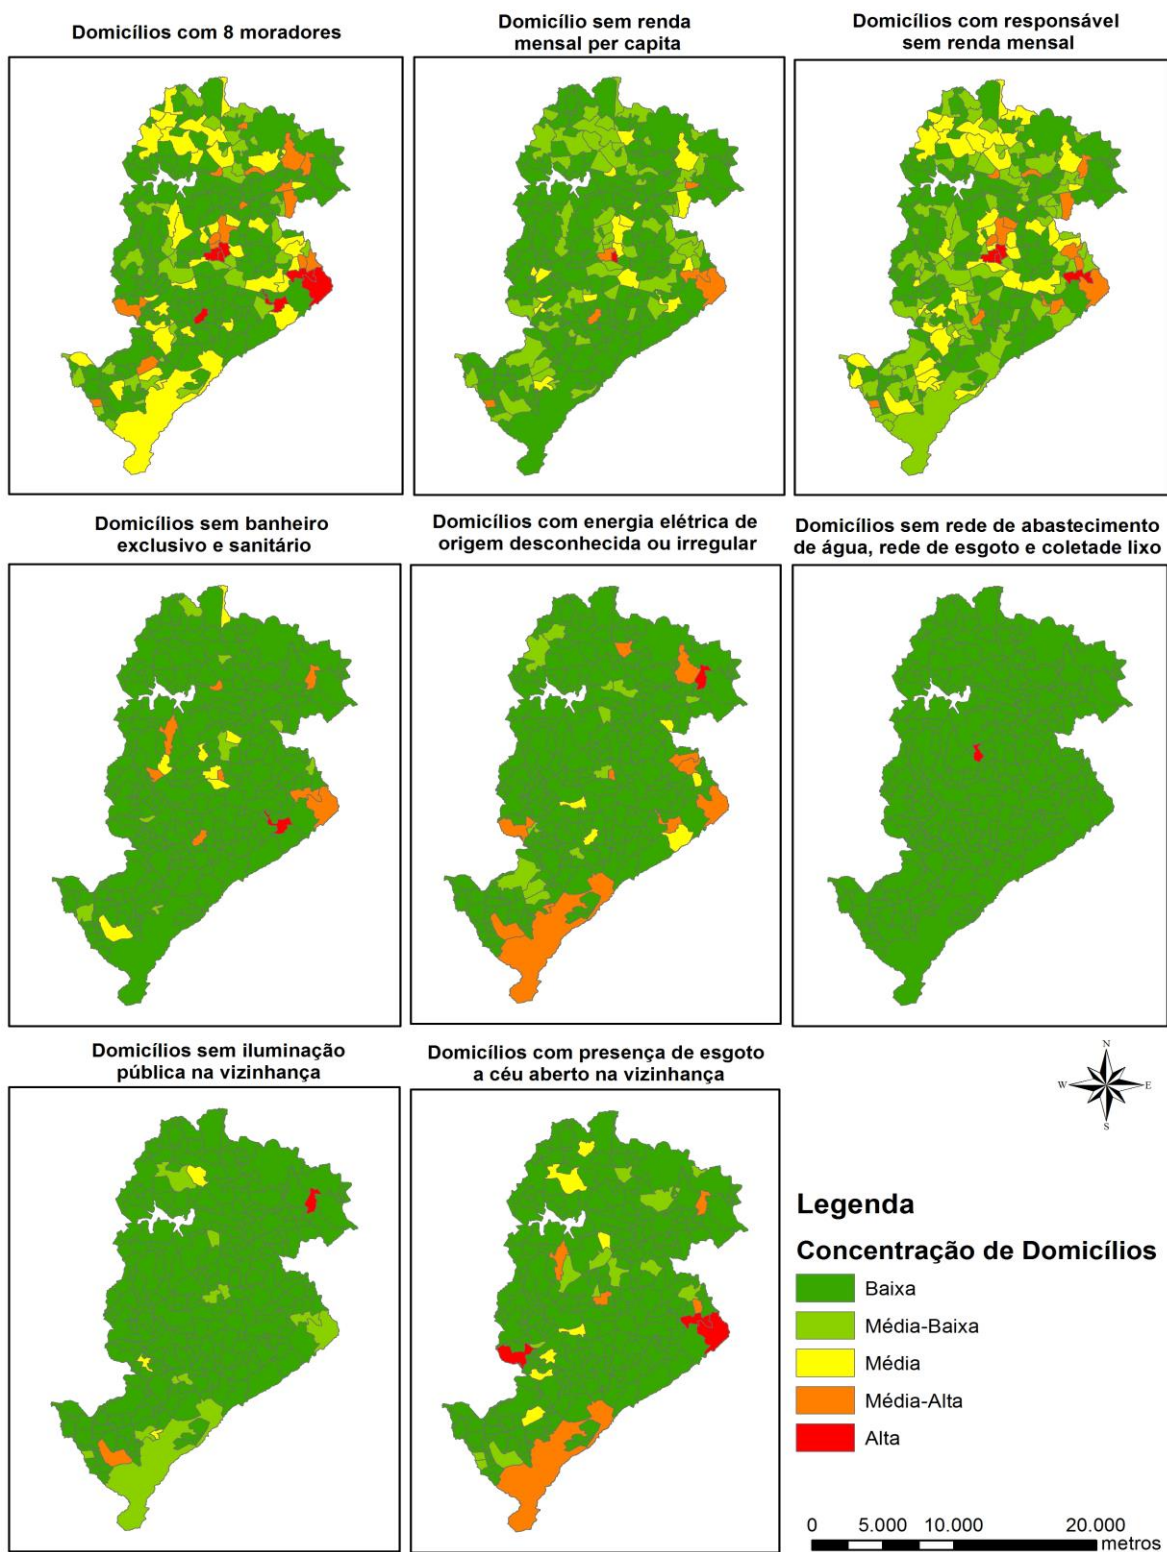 Domicílios com 8 moradores
Domicílio sem renda
mensal per capita
Domicílios com responsável
sem renda mensal
Domicílios sem banheiro
exclusivo e sanitário
Domicílios com energia elétrica de
origem desconhecida ou irregular
Domicílios sem rede de abastecimento
de água, rede de esgoto e coletade lixo
Domicílios sem iluminação
pública na vizinhança
Domicílios com presença de esgoto
a céu aberto na vizinhança
N
W
E
S
Legenda
Concentração de Domicílios
Baixa
Média-Baixa
Média
Média-Alta
Alta
0 5.000 10.000 20.000
metros